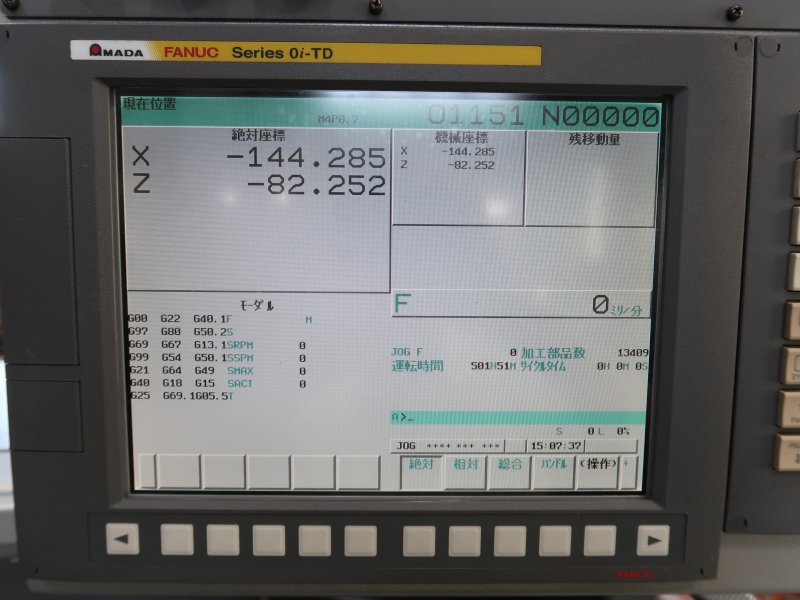 AMADA FANUC Series 0i-TD
現在位置
M4P0.7 O1151 N00000
絶対座標
X -144.285
Z -82.252
機械座標
X -144.285
Z -82.252
残移動量
F 0 ミリ/分
モーダル
G00 G22 G40.1 F M
G97 G80 G50.2 S
G69 G67 G13.1 SRPM 0
G99 G54 G50.1 SSPM 0
G21 G64 G49 SMAX 0
G40 G18 G15 SACT 0
G25 G69.1 G05.5 T
JOG F 0 加工部品数 13409
運転時間 501H51M サイクルタイム 0H 0M 0S
A>_
S 0 L 0%
JOG **** *** *** 15:07:37
絶対 相対 総合 ハンドル (操作) +
FANUC